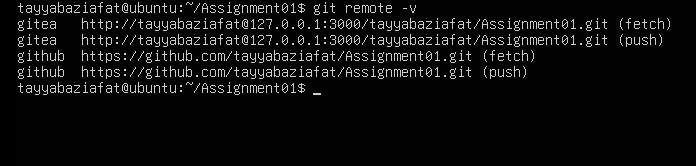 tayyabaziafat@ubuntu:~/Assignment01$ git remote -v
gitea http://tayyabaziafat@127.0.0.1:3000/tayyabaziafat/Assignment01.git (fetch)
gitea http://tayyabaziafat@127.0.0.1:3000/tayyabaziafat/Assignment01.git (push)
github https://github.com/tayyabaziafat/Assignment01.git (fetch)
github https://github.com/tayyabaziafat/Assignment01.git (push)
tayyabaziafat@ubuntu:~/Assignment01$ _